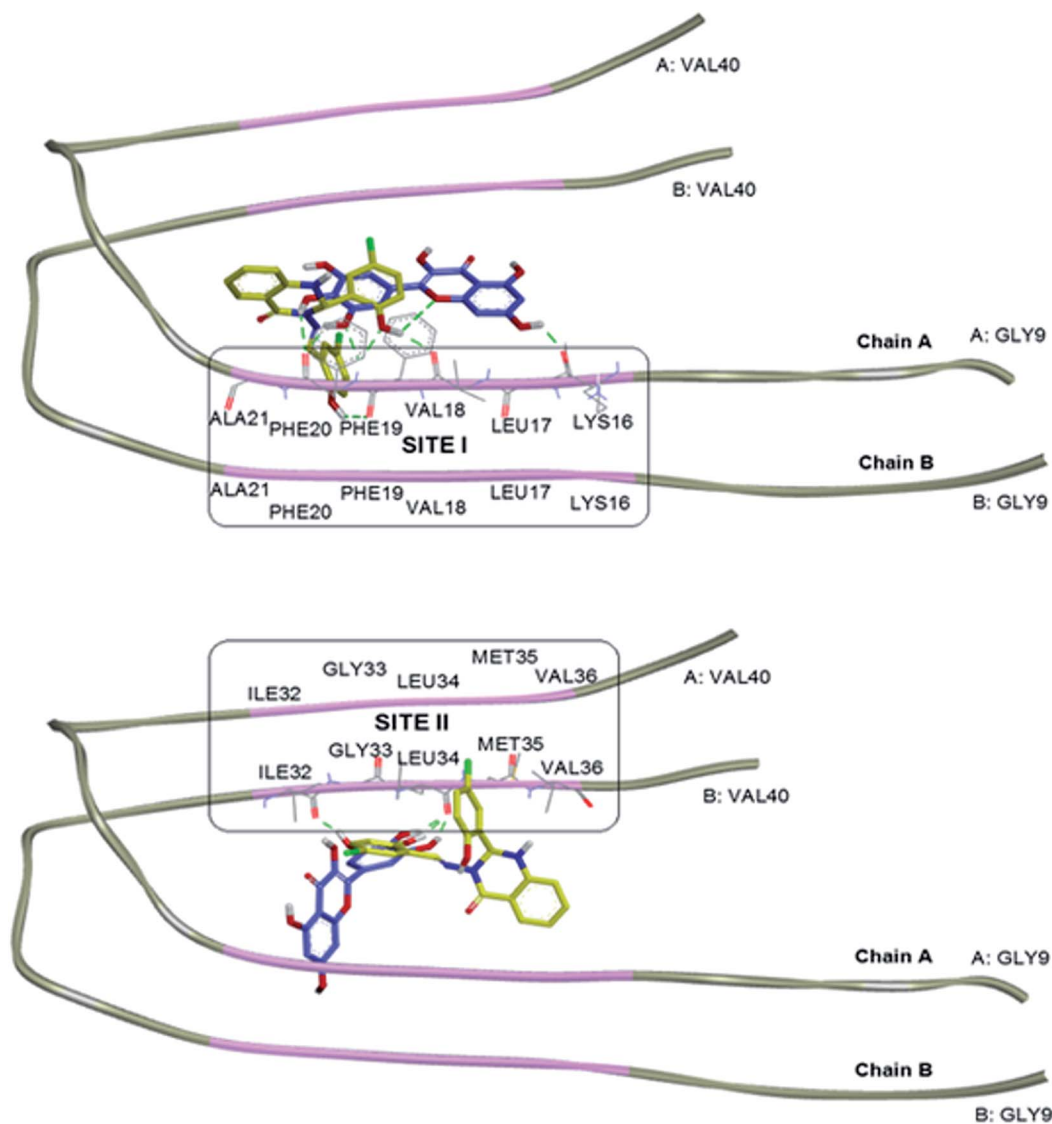 A: VAL40
B: VAL40
Chain A A: GLY9
ALA21 PHE20 PHE19 VAL18 LEU17 LYS16
SITE I
Chain B
ALA21 PHE20 PHE19 VAL18 LEU17 LYS16
B: GLY9
ILE32 GLY33 LEU34 MET35 VAL36
A: VAL40
SITE II
ILE32 GLY33 LEU34 MET35 VAL36
B: VAL40
Chain A A: GLY9
Chain B
B: GLY9